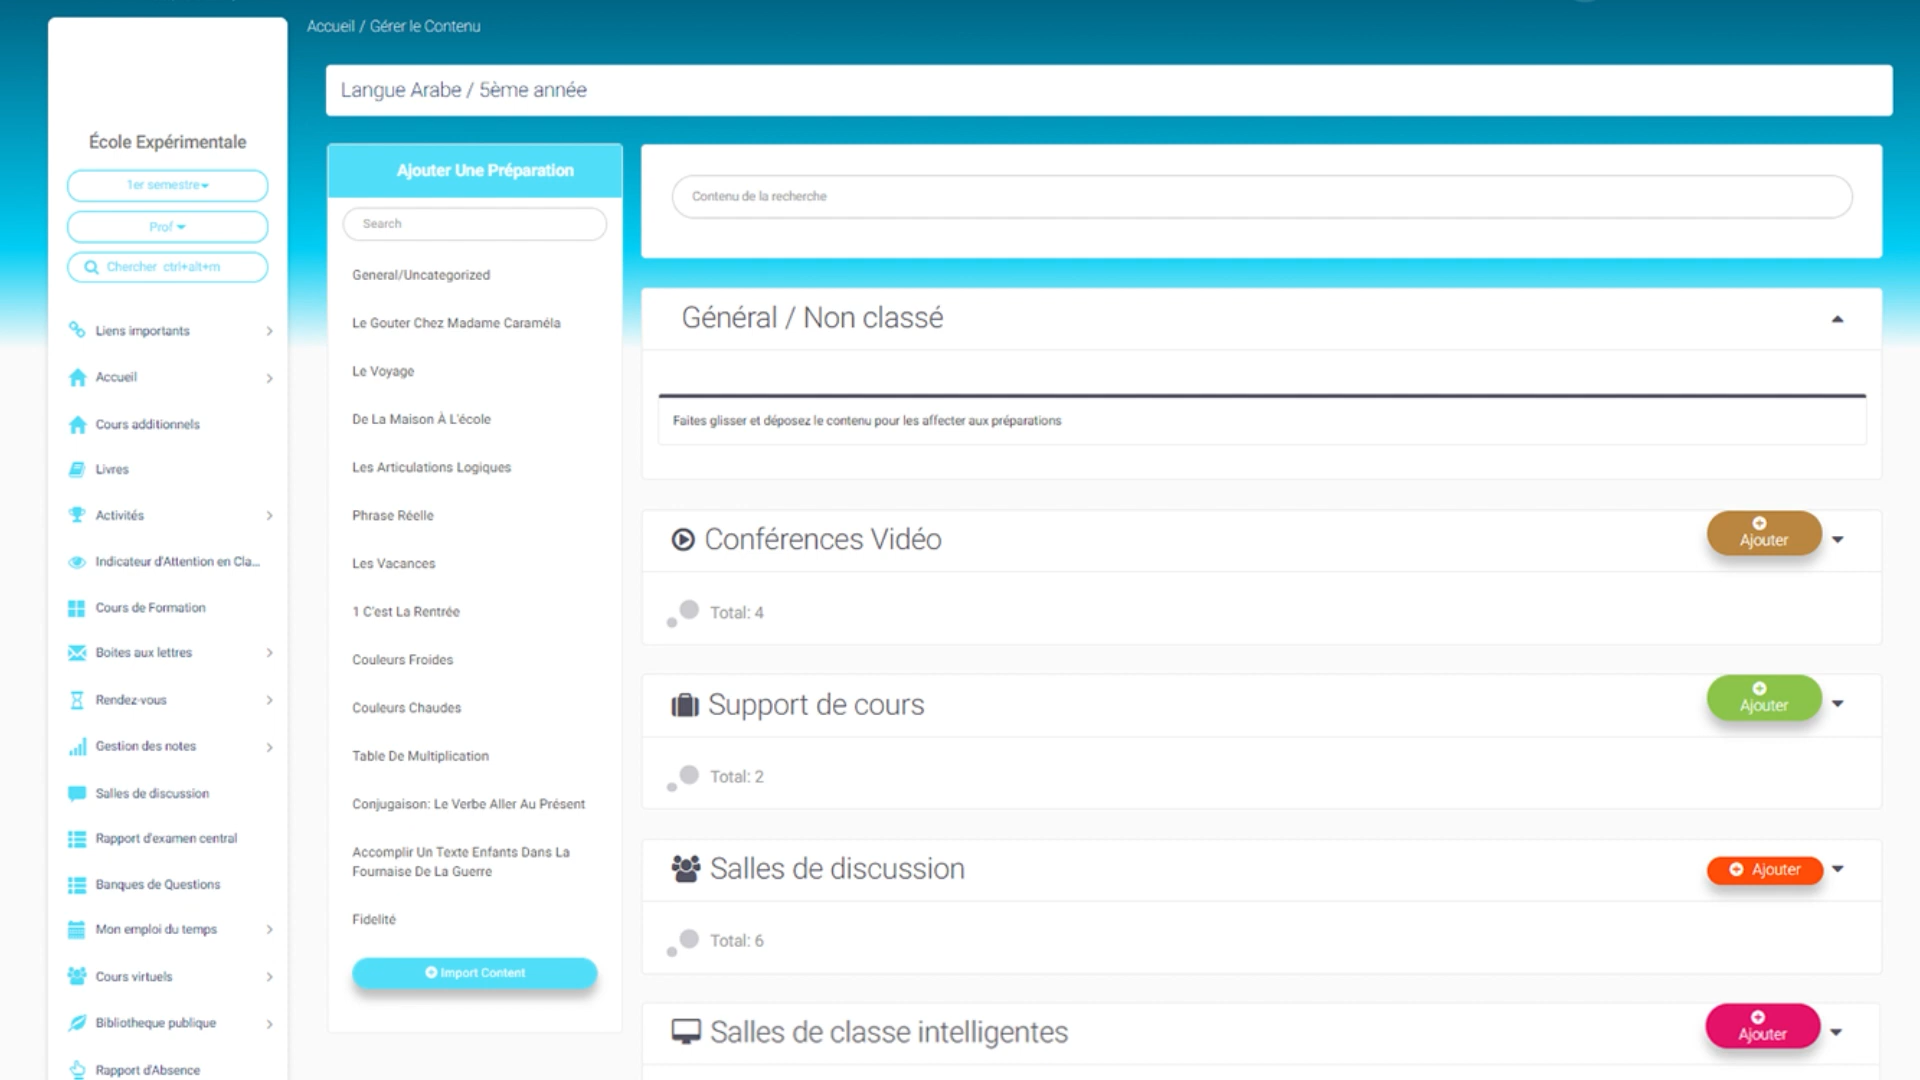 Accueil / Gérer le Contenu
Langue Arabe / 5ème année
École Expérimentale
1er semestre
Prof
Chercher ctrl+alt+m
Liens importants
Accueil
Cours additionnels
Livres
Activités
Indicateur d'Attention en Cla...
Cours de Formation
Boites aux lettres
Rendez-vous
Gestion des notes
Salles de discussion
Rapport d'examen central
Banques de Questions
Mon emploi du temps
Cours virtuels
Bibliotheque publique
Rapport d'Absence
Ajouter Une Préparation
Search
General/Uncategorized
Le Gouter Chez Madame Caraméla
Le Voyage
De La Maison À L'école
Les Articulations Logiques
Phrase Réelle
Les Vacances
1 C'est La Rentrée
Couleurs Froides
Couleurs Chaudes
Table De Multiplication
Conjugaison: Le Verbe Aller Au Présent
Accomplir Un Texte Enfants Dans La
Fournaise De La Guerre
Fidelité
Import Content
Contenu de la recherche
Général / Non classé
Faites glisser et déposez le contenu pour les affecter aux préparations
Conférences Vidéo
Ajouter
Total: 4
Support de cours
Ajouter
Total: 2
Salles de discussion
Ajouter
Total: 6
Salles de classe intelligentes
Ajouter